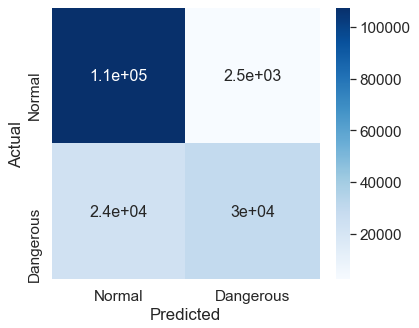 Actual
Normal
Dangerous
1.1e+05 2.5e+03
2.4e+04 3e+04
Normal Dangerous
Predicted
100000
80000
60000
40000
20000